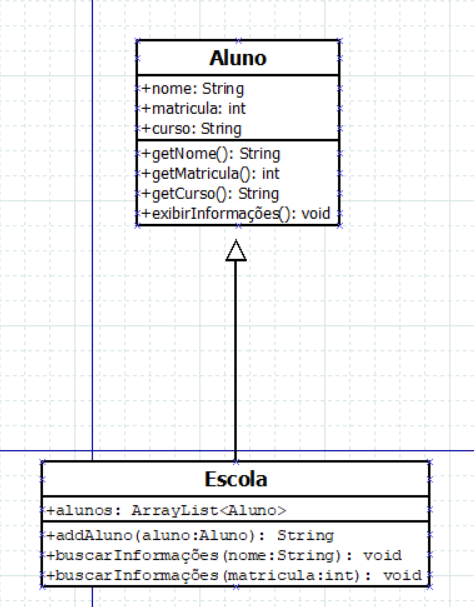 Aluno
+nome: String
+matricula: int
+curso: String
+getNome(): String
+getMatricula(): int
+getCurso(): String
+exibirInformações(): void
Escola
+alunos: ArrayList<Aluno>
+addAluno(aluno:Aluno): String
+buscarInformações(nome:String): void
+buscarInformações(matricula:int): void